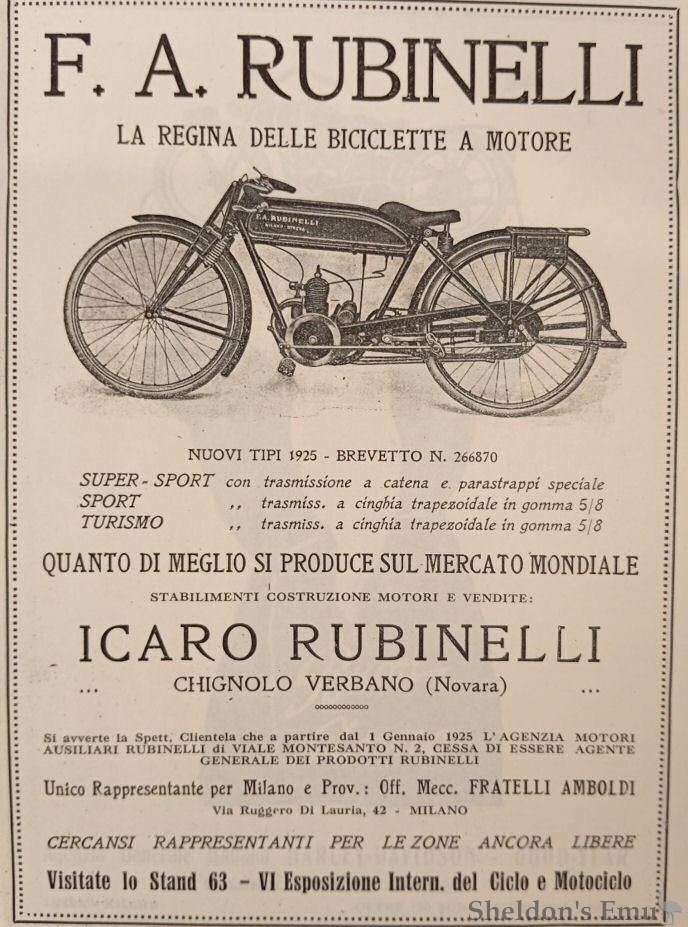 F. A. RUBINELLI
LA REGINA DELLE BICICLETTE A MOTORE
F.A. RUBINELLI
MILANO - STRESA
NUOVI TIPI 1925 - BREVETTO N. 266870
SUPER-SPORT con trasmissione a catena e parastrappi speciale
SPORT ,, trasmiss. a cinghia trapezoidale in gomma 5/8
TURISMO ,, trasmiss. a cinghia trapezoidale in gomma 5/8
QUANTO DI MEGLIO SI PRODUCE SUL MERCATO MONDIALE
STABILIMENTI COSTRUZIONE MOTORI E VENDITE:
ICARO RUBINELLI
... CHIGNOLO VERBANO (Novara) ...
Si avverte la Spett. Clientela che a partire dal 1 Gennaio 1925 L'AGENZIA MOTORI
AUSILIARI RUBINELLI di VIALE MONTESANTO N. 2, CESSA DI ESSERE AGENTE
GENERALE DEI PRODOTTI RUBINELLI
Unico Rappresentante per Milano e Prov.: Off. Mecc. FRATELLI AMBOLDI
Via Ruggero Di Lauria, 42 - MILANO
CERCANSI RAPPRESENTANTI PER LE ZONE ANCORA LIBERE
Visitate lo Stand 63 - VI Esposizione Intern. del Ciclo e Motociclo
Sheldon's Emu